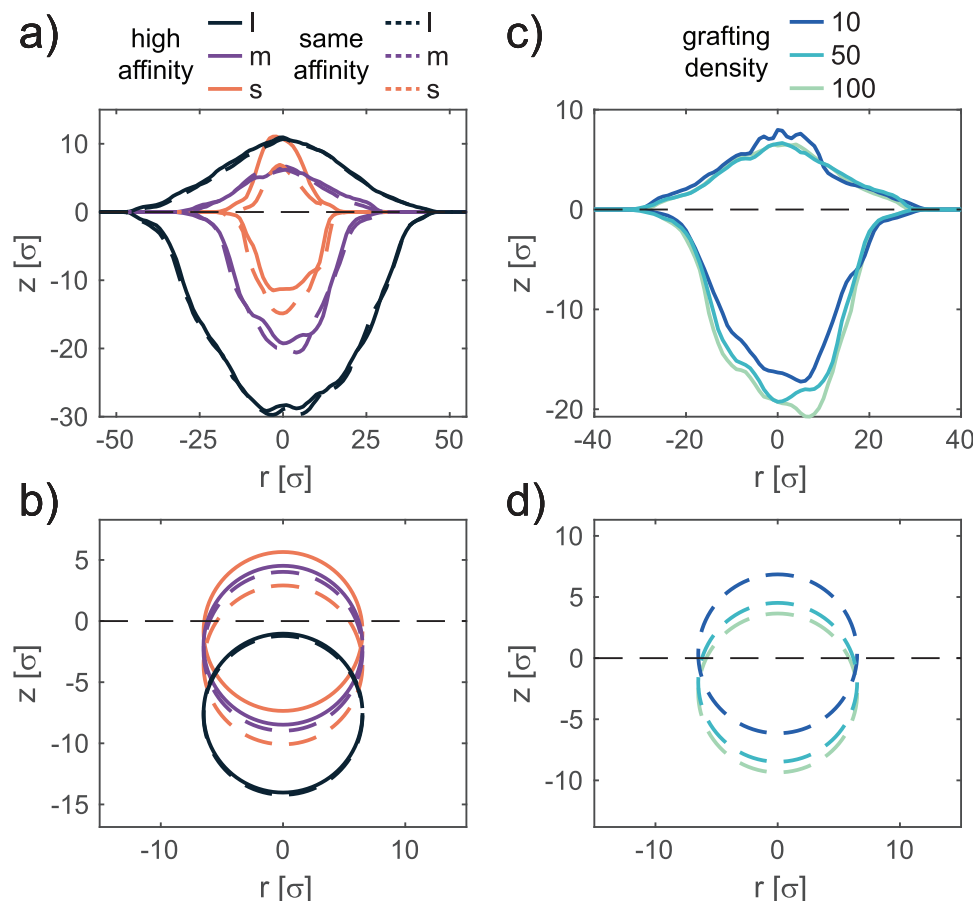 a)
high affinity
l
m
s
same affinity
l
m
s
z [σ]
10
0
-10
-20
-30
-50
-25
0
25
50
r [σ]
c)
grafting density
10
50
100
z [σ]
10
0
-10
-20
-40
-20
0
20
40
r [σ]
b)
z [σ]
5
0
-5
-10
-15
-10
0
10
r [σ]
d)
z [σ]
10
5
0
-5
-10
-10
0
10
r [σ]